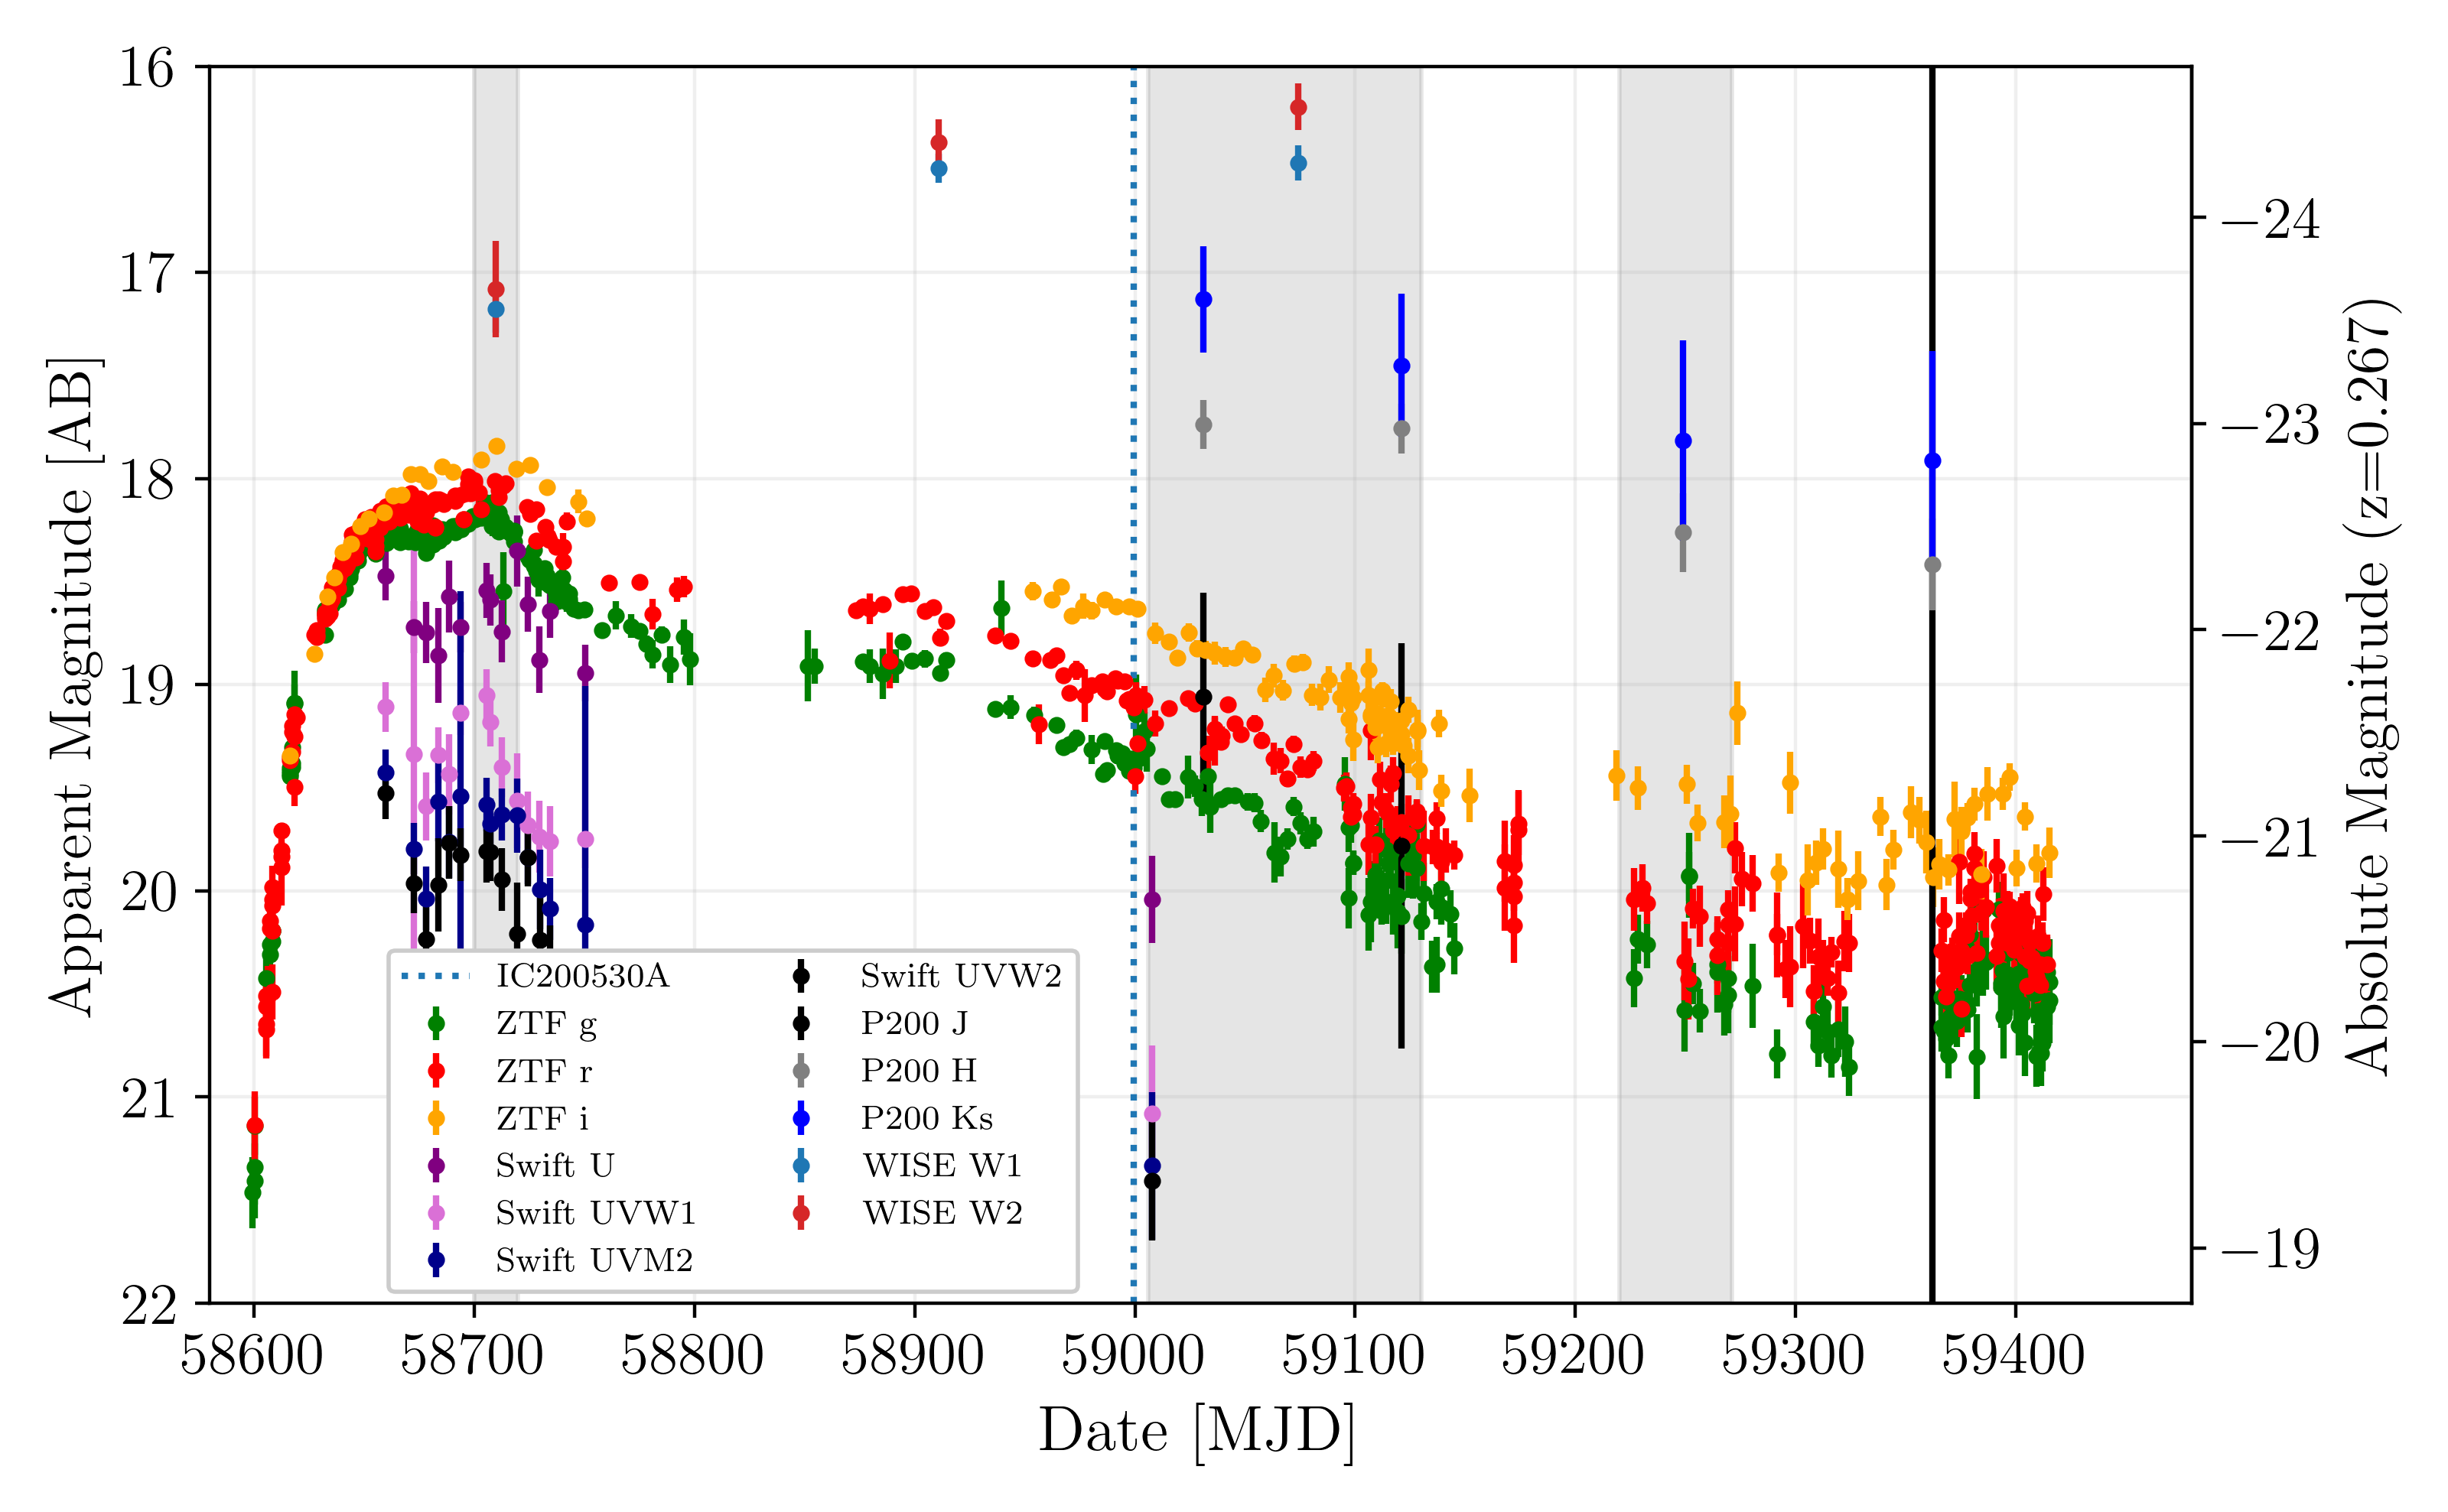 16
17
18
19
20
21
22
Apparent Magnitude [AB]
−24
−23
−22
−21
−20
−19
Absolute Magnitude (z=0.267)
IC200530A
ZTF g
ZTF r
ZTF i
Swift U
Swift UVW1
Swift UVM2
Swift UVW2
P200 J
P200 H
P200 Ks
WISE W1
WISE W2
58600 58700 58800 58900 59000 59100 59200 59300 59400
Date [MJD]